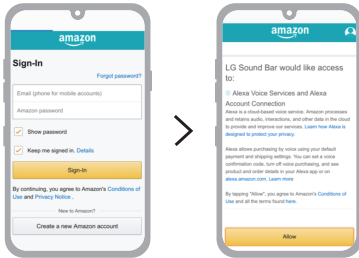 amazon
Sign-In
Forgot password?
Email (phone for mobile accounts)
Amazon password
Show password
Keep me signed in. Details
Sign-In
By continuing, you agree to Amazon's Conditions of
Use and Privacy Notice .
New to Amazon?
Create a new Amazon account
amazon
LG Sound Bar would like access
to:
Alexa Voice Services and Alexa
Account Connection
Alexa is a cloud-based voice service. Amazon processes
and retains audio, interactions, and other data in the cloud
to provide and improve our services. Learn how Alexa is
designed to protect your privacy.
Alexa allows purchasing by voice using your default
payment and shipping settings. You can set a voice
confirmation code, turn off voice purchasing, and see
product and order details in your Alexa app or on
alexa.amazon.com. Learn more
By tapping "Allow", you agree to Amazon's Conditions of
Use and all the terms found here.
Allow